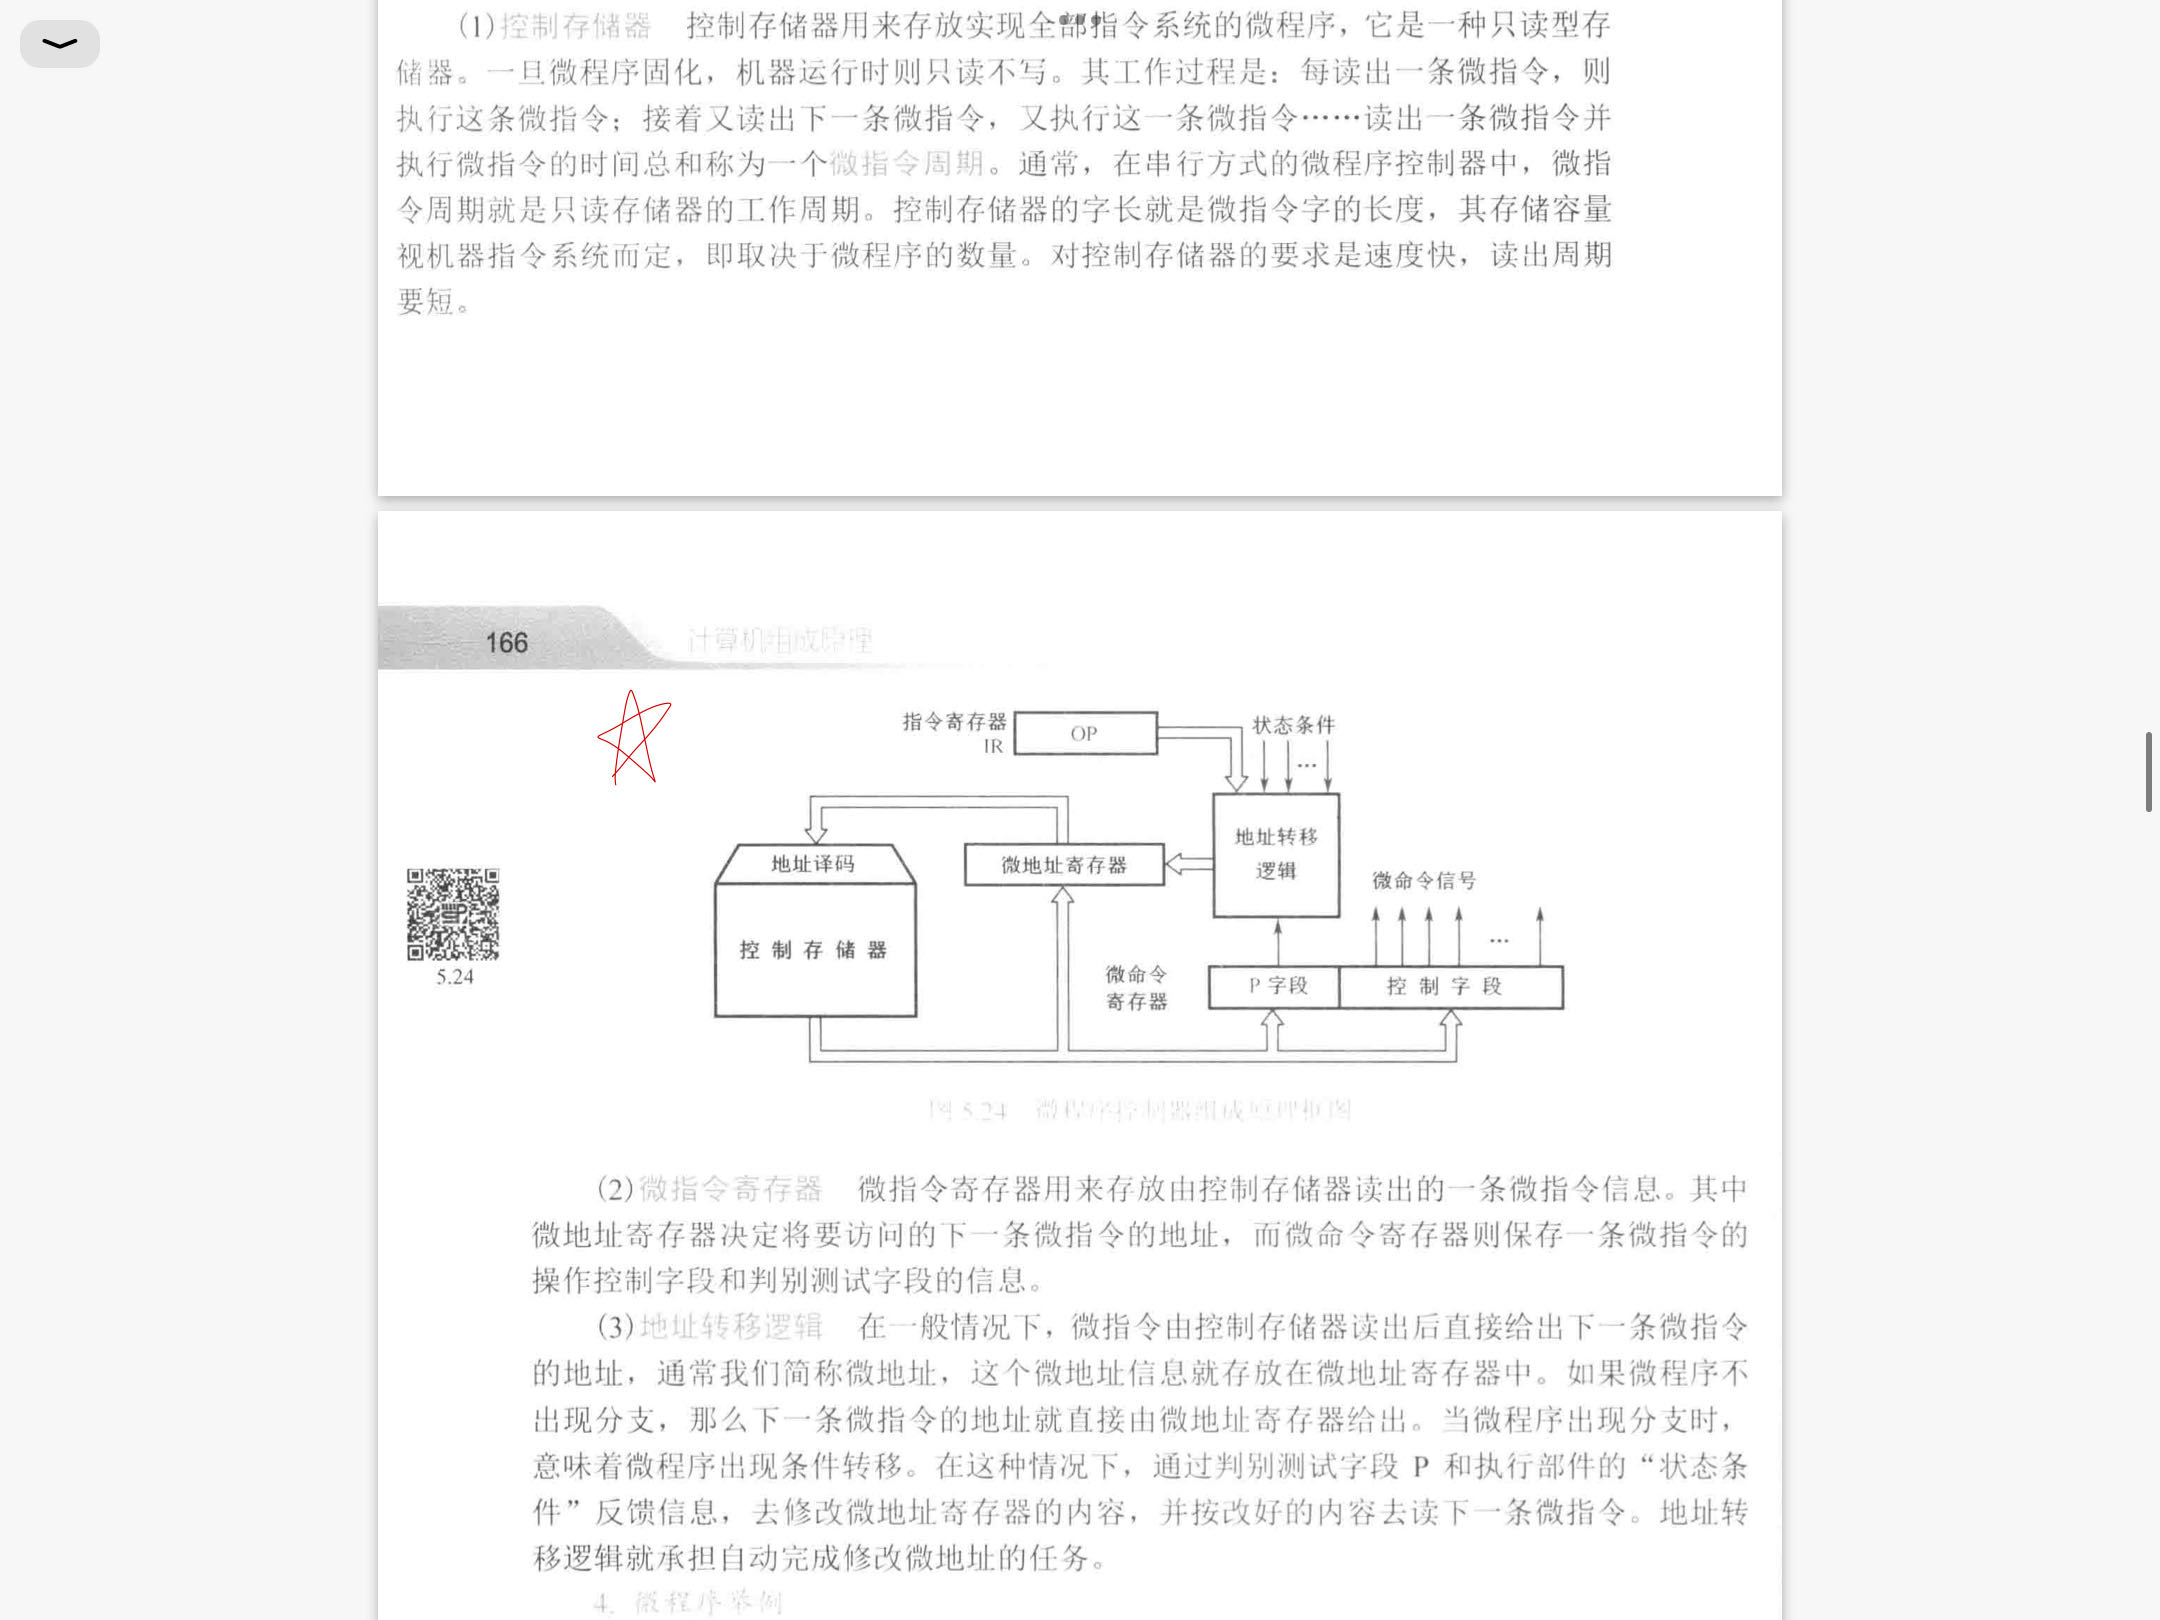 (1)控制存储器 控制存储器用来存放实现全部指令系统的微程序，它是一种只读型存
储器。一旦微程序固化，机器运行时则只读不写。其工作过程是：每读出一条微指令，则
执行这条微指令；接着又读出下一条微指令，又执行这一条微指令……读出一条微指令并
执行微指令的时间总和称为一个微指令周期。通常，在串行方式的微程序控制器中，微指
令周期就是只读存储器的工作周期。控制存储器的字长就是微指令字的长度，其存储容量
视机器指令系统而定，即取决于微程序的数量。对控制存储器的要求是速度快，读出周期
要短。
166
计算机组成原理
指令寄存器
IR
OP
状态条件
…
地址转移
逻辑
地址译码
微地址寄存器
微命令信号
控制存储器
…
微命令
寄存器
P字段
控制字段
5.24
图5.24 微程序控制器组成原理框图
(2)微指令寄存器 微指令寄存器用来存放由控制存储器读出的一条微指令信息。其中
微地址寄存器决定将要访问的下一条微指令的地址，而微命令寄存器则保存一条微指令的
操作控制字段和判别测试字段的信息。
(3)地址转移逻辑 在一般情况下，微指令由控制存储器读出后直接给出下一条微指令
的地址，通常我们简称微地址，这个微地址信息就存放在微地址寄存器中。如果微程序不
出现分支，那么下一条微指令的地址就直接由微地址寄存器给出。当微程序出现分支时，
意味着微程序出现条件转移。在这种情况下，通过判别测试字段 P 和执行部件的“状态条
件”反馈信息，去修改微地址寄存器的内容，并按改好的内容去读下一条微指令。地址转
移逻辑就承担自动完成修改微地址的任务。
4. 微程序举例